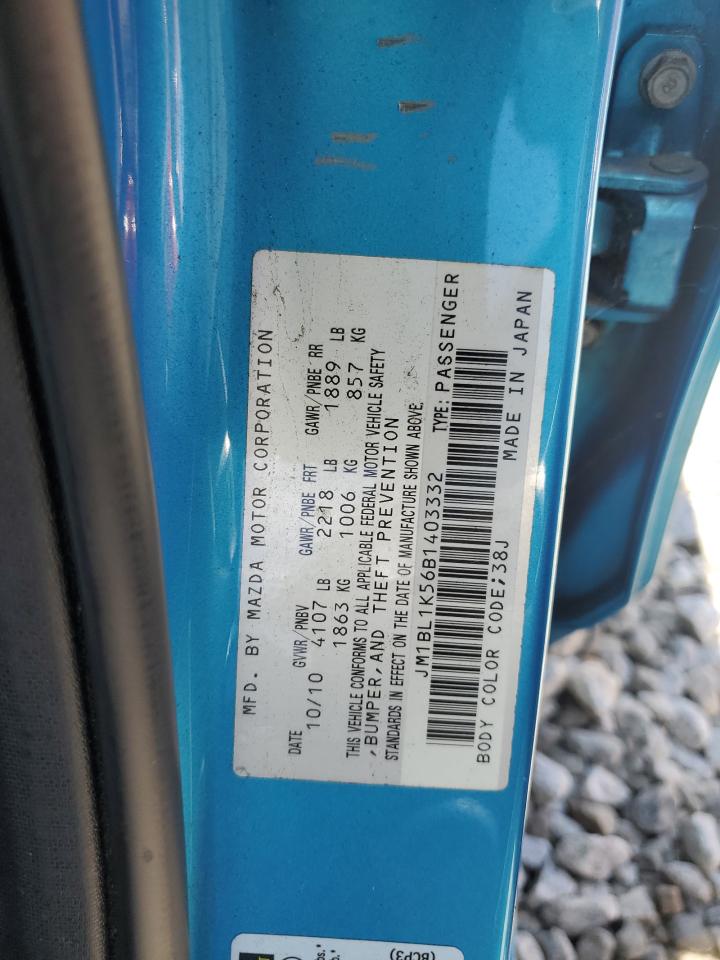 MFD. BY MAZDA MOTOR CORPORATION
DATE GVWR/PNBV GAWR/PNBE FRT GAWR/PNBE RR
10/10 4107 LB 2218 LB 1889 LB
1863 KG 1006 KG 857 KG
THIS VEHICLE CONFORMS TO ALL APPLICABLE FEDERAL MOTOR VEHICLE SAFETY
,BUMPER,AND THEFT PREVENTION
STANDARDS IN EFFECT ON THE DATE OF MANUFACTURE SHOWN ABOVE.
JM1BL1K56B1403332 TYPE: PASSENGER
BODY COLOR CODE;38J MADE IN JAPAN
(BCP3)